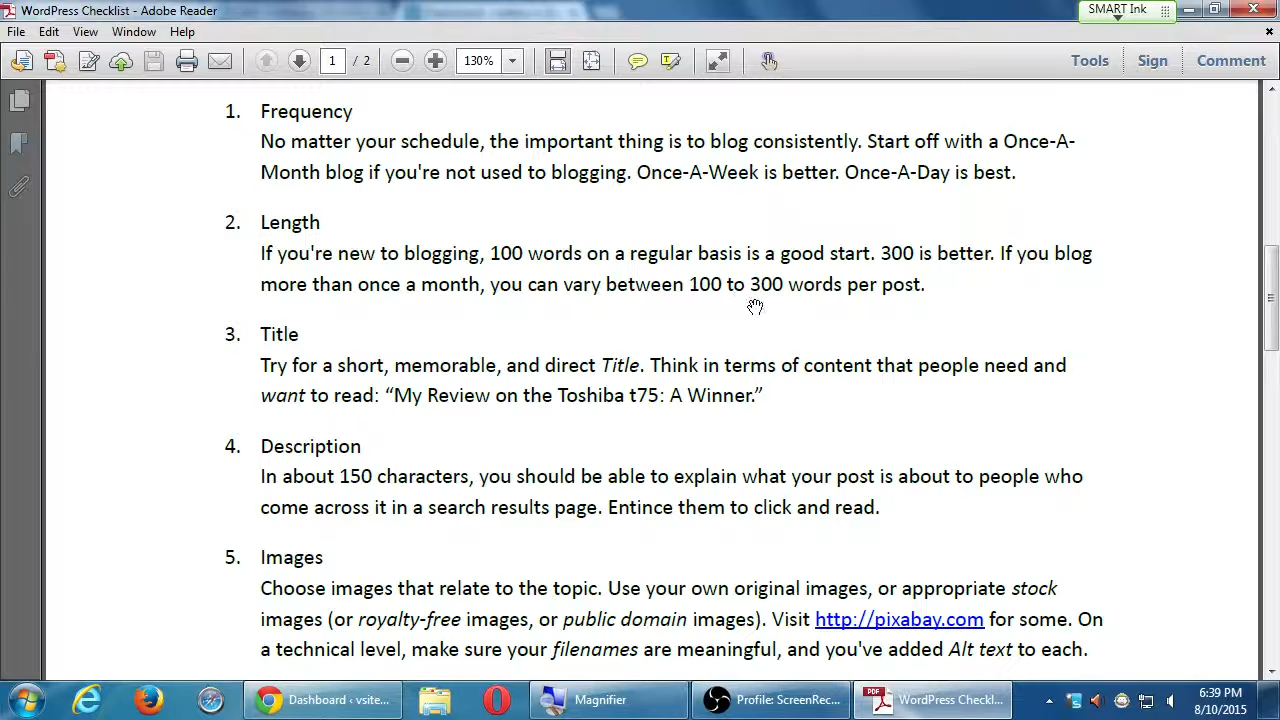 WordPress Checklist - Adobe Reader
SMART Ink
File Edit View Window Help
1 / 2 130% Tools Sign Comment
1. Frequency
No matter your schedule, the important thing is to blog consistently. Start off with a Once-A-
Month blog if you're not used to blogging. Once-A-Week is better. Once-A-Day is best.
2. Length
If you're new to blogging, 100 words on a regular basis is a good start. 300 is better. If you blog
more than once a month, you can vary between 100 to 300 words per post.
3. Title
Try for a short, memorable, and direct Title. Think in terms of content that people need and
want to read: “My Review on the Toshiba t75: A Winner.”
4. Description
In about 150 characters, you should be able to explain what your post is about to people who
come across it in a search results page. Entince them to click and read.
5. Images
Choose images that relate to the topic. Use your own original images, or appropriate stock
images (or royalty-free images, or public domain images). Visit http://pixabay.com for some. On
a technical level, make sure your filenames are meaningful, and you've added Alt text to each.
Dashboard ‹ vsite... Magnifier Profile: ScreenRec... PDF WordPress Checkl... 6:39 PM
8/10/2015